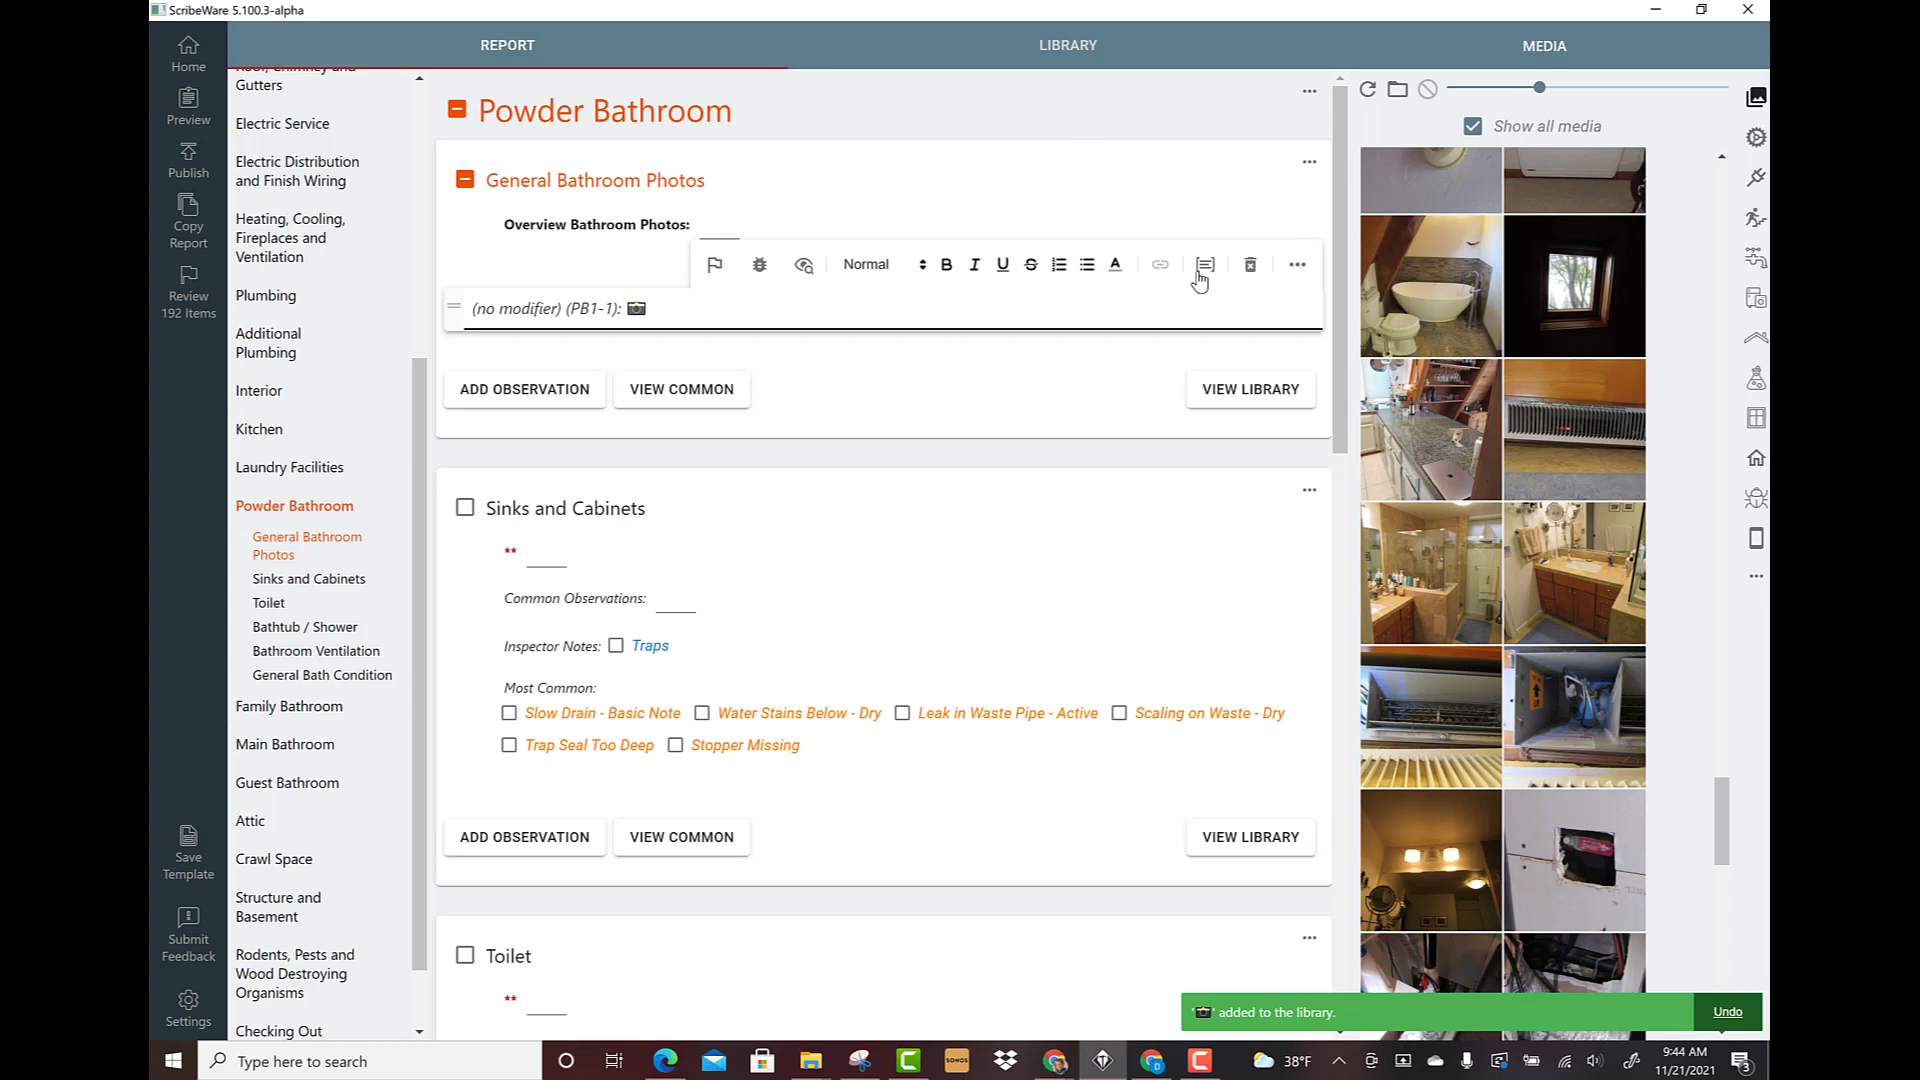 ScribeWare 5.100.3-alpha
REPORT
LIBRARY
MEDIA
Home
Preview
Publish
Copy
Report
Review
192 Items
Save
Template
Submit
Feedback
Settings
Roof, Chimney and
Gutters
Electric Service
Electric Distribution
and Finish Wiring
Heating, Cooling,
Fireplaces and
Ventilation
Plumbing
Additional
Plumbing
Interior
Kitchen
Laundry Facilities
Powder Bathroom
General Bathroom
Photos
Sinks and Cabinets
Toilet
Bathtub / Shower
Bathroom Ventilation
General Bath Condition
Family Bathroom
Main Bathroom
Guest Bathroom
Attic
Crawl Space
Structure and
Basement
Rodents, Pests and
Wood Destroying
Organisms
Checking Out
Powder Bathroom
General Bathroom Photos
Overview Bathroom Photos:
Normal B I U S A
(no modifier) (PB1-1): 📷
ADD OBSERVATION VIEW COMMON VIEW LIBRARY
Sinks and Cabinets
**
Common Observations:
Inspector Notes: Traps
Most Common:
Slow Drain - Basic Note Water Stains Below - Dry Leak in Waste Pipe - Active Scaling on Waste - Dry
Trap Seal Too Deep Stopper Missing
ADD OBSERVATION VIEW COMMON VIEW LIBRARY
Toilet
**
Show all media
'📷' added to the library. Undo
Type here to search
SONOS
38°F
9:44 AM
11/21/2021
3